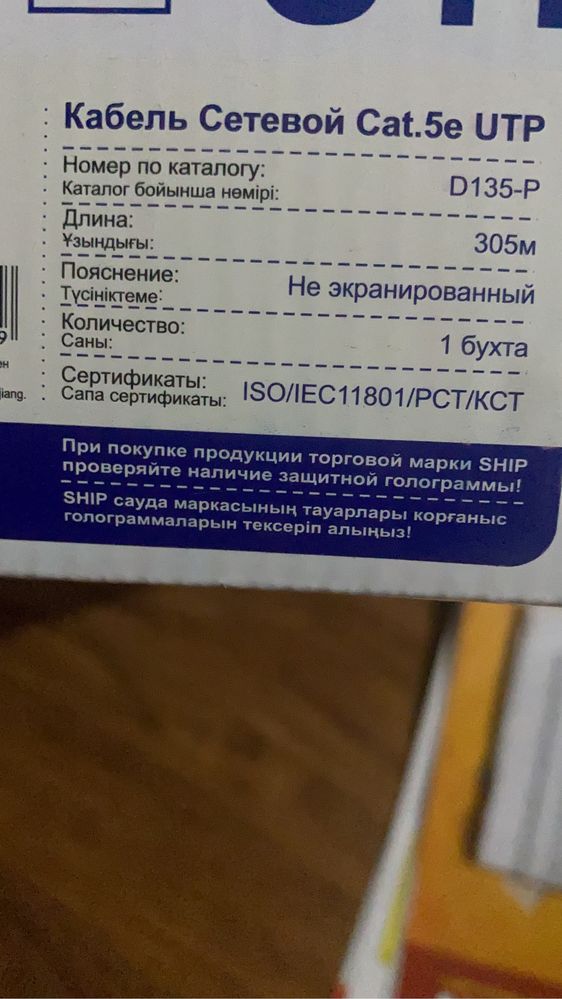 Кабель Сетевой Cat.5e UTP
Номер по каталогу:
Каталог бойынша нөмірі:
D135-P
Длина:
Ұзындығы:
305м
Пояснение:
Түсініктеме:
Не экранированный
Количество:
Саны:
1 бухта
Сертификаты:
Сапа сертификаты:
ISO/IEC11801/РСТ/КСТ
При покупке продукции торговой марки SHIP
проверяйте наличие защитной голограммы!
SHIP сауда маркасының тауарлары корғаныс
голограммаларын тексеріп алыңыз!
9